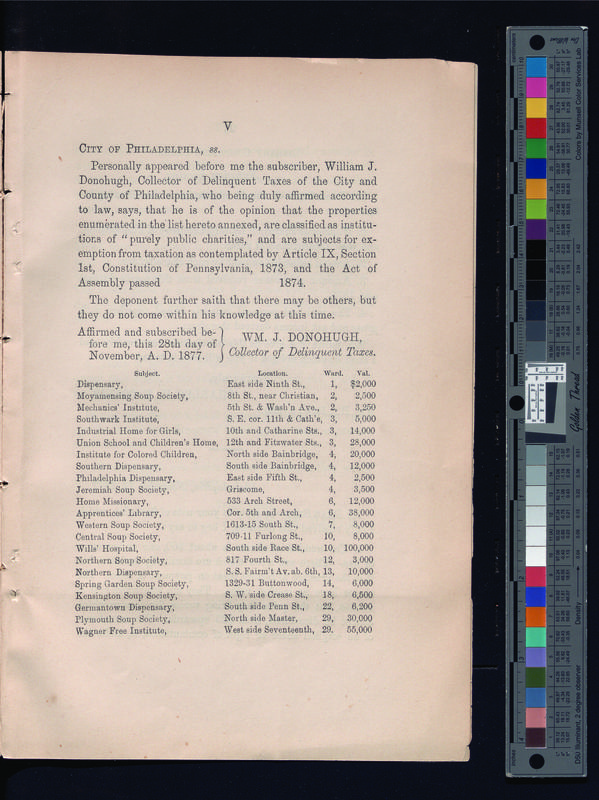 V
CITY OF PHILADELPHIA, ss.
Personally appeared before me the subscriber, William J.
Donohugh, Collector of Delinquent Taxes of the City and
County of Philadelphia, who being duly affirmed according
to law, says, that he is of the opinion that the properties
enumerated in the list hereto annexed, are classified as institu-
tions of “purely public charities,” and are subjects for ex-
emption from taxation as contemplated by Article IX, Section
1st, Constitution of Pennsylvania, 1873, and the Act of
Assembly passed 1874.
The deponent further saith that there may be others, but
they do not come within his knowledge at this time.
Affirmed and subscribed be-
fore me, this 28th day of
November, A. D. 1877.
WM. J. DONOHUGH,
Collector of Delinquent Taxes.
Subject. Location. Ward. Val.
Dispensary, East side Ninth St., 1, $2,000
Moyamensing Soup Society, 8th St., near Christian, 2, 2,500
Mechanics' Institute, 5th St. & Wash'n Ave., 2, 3,250
Southwark Institute, S. E. cor. 11th & Cath'e, 3, 5,000
Industrial Home for Girls, 10th and Catharine Sts., 3, 14,000
Union School and Children's Home, 12th and Fitzwater Sts., 3, 28,000
Institute for Colored Children, North side Bainbridge, 4, 20,000
Southern Dispensary, South side Bainbridge, 4, 12,000
Philadelphia Dispensary, East side Fifth St., 4, 2,500
Jeremiah Soup Society, Griscome, 4, 3,500
Home Missionary, 533 Arch Street, 6, 12,000
Apprentices' Library, Cor. 5th and Arch, 6, 38,000
Western Soup Society, 1613-15 South St., 7, 8,000
Central Soup Society, 709-11 Furlong St., 10, 8,000
Wills' Hospital, South side Race St., 10, 100,000
Northern Soup Society, 817 Fourth St., 12, 3,000
Northern Dispensary, S. S. Fairm't Av. ab. 6th, 13, 10,000
Spring Garden Soup Society, 1329-31 Buttonwood, 14, 6,000
Kensington Soup Society, S. W. side Crease St., 18, 6,500
Germantown Dispensary, South side Penn St., 22, 6,200
Plymouth Soup Society, North side Master, 29, 30,000
Wagner Free Institute, West side Seventeenth, 29. 55,000
Colors by Munsell Color Services Lab
Golden Thread
Density
D50 Illuminant, 2 degree observer